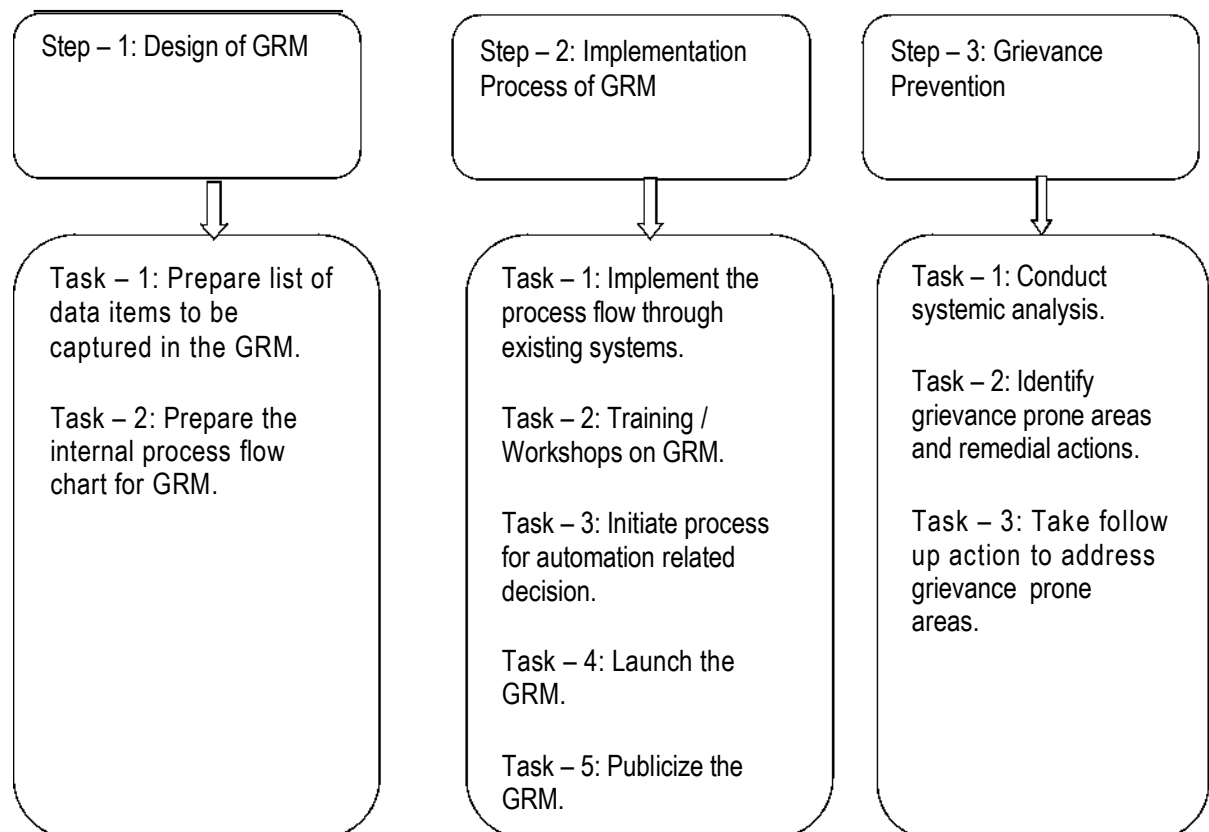 Step – 1: Design of GRM
Task – 1: Prepare list of
data items to be
captured in the GRM.
Task – 2: Prepare the
internal process flow
chart for GRM.
Step – 2: Implementation
Process of GRM
Task – 1: Implement the
process flow through
existing systems.
Task – 2: Training /
Workshops on GRM.
Task – 3: Initiate process
for automation related
decision.
Task – 4: Launch the
GRM.
Task – 5: Publicize the
GRM.
Step – 3: Grievance
Prevention
Task – 1: Conduct
systemic analysis.
Task – 2: Identify
grievance prone areas
and remedial actions.
Task – 3: Take follow
up action to address
grievance prone
areas.